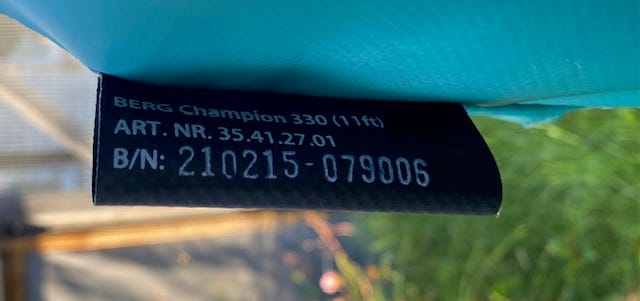 BERG Champion 330 (11ft)
ART. NR. 35.41.27.01
B/N: 210215-079006